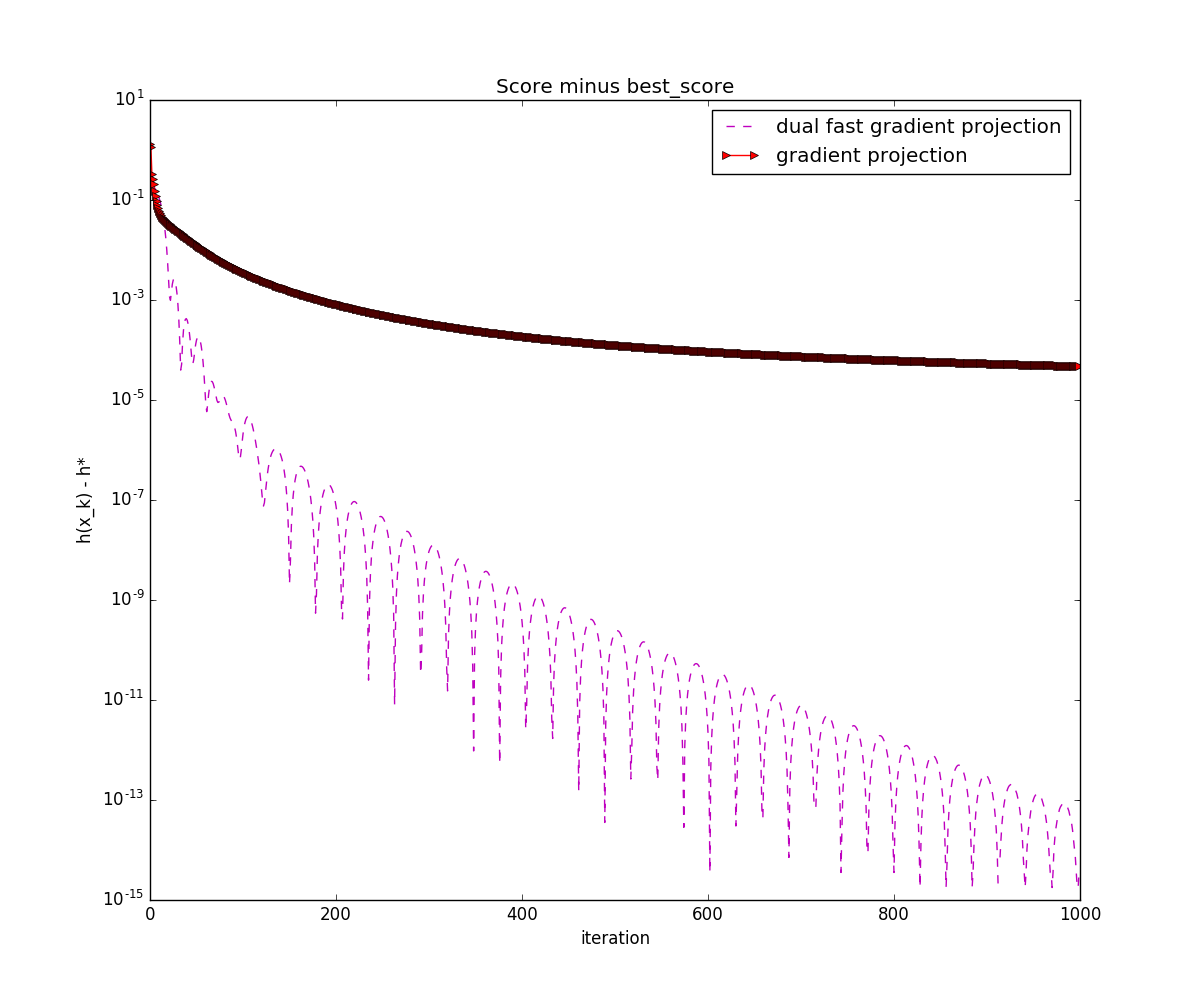 Score minus best_score
dual fast gradient projection
gradient projection
10^1
10^-1
10^-3
10^-5
10^-7
10^-9
10^-11
10^-13
10^-15
h(x_k) - h*
0 200 400 600 800 1000
iteration